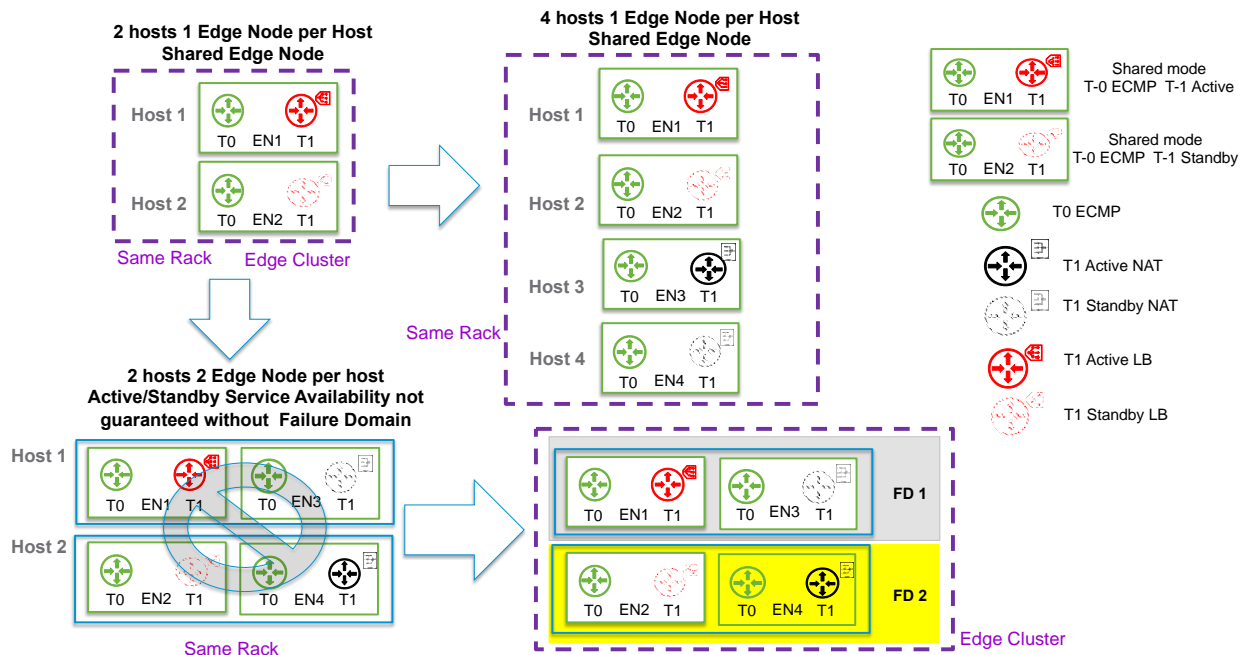 2 hosts 1 Edge Node per Host
Shared Edge Node
Host 1
T0 EN1 T1
Host 2
T0 EN2 T1
Same Rack Edge Cluster
4 hosts 1 Edge Node per Host
Shared Edge Node
Host 1
T0 EN1 T1
Host 2
T0 EN2 T1
Host 3
T0 EN3 T1
Same Rack
Host 4
T0 EN4 T1
T0 EN1 T1
Shared mode
T-0 ECMP T-1 Active
T0 EN2 T1
Shared mode
T-0 ECMP T-1 Standby
T0 ECMP
T1 Active NAT
T1 Standby NAT
T1 Active LB
T1 Standby LB
2 hosts 2 Edge Node per host
Active/Standby Service Availability not
guaranteed without Failure Domain
Host 1
T0 EN1 T1 T0 EN3 T1
Host 2
T0 EN2 T1 T0 EN4 T1
Same Rack
T0 EN1 T1 T0 EN3 T1 FD 1
T0 EN2 T1 T0 EN4 T1 FD 2
Edge Cluster